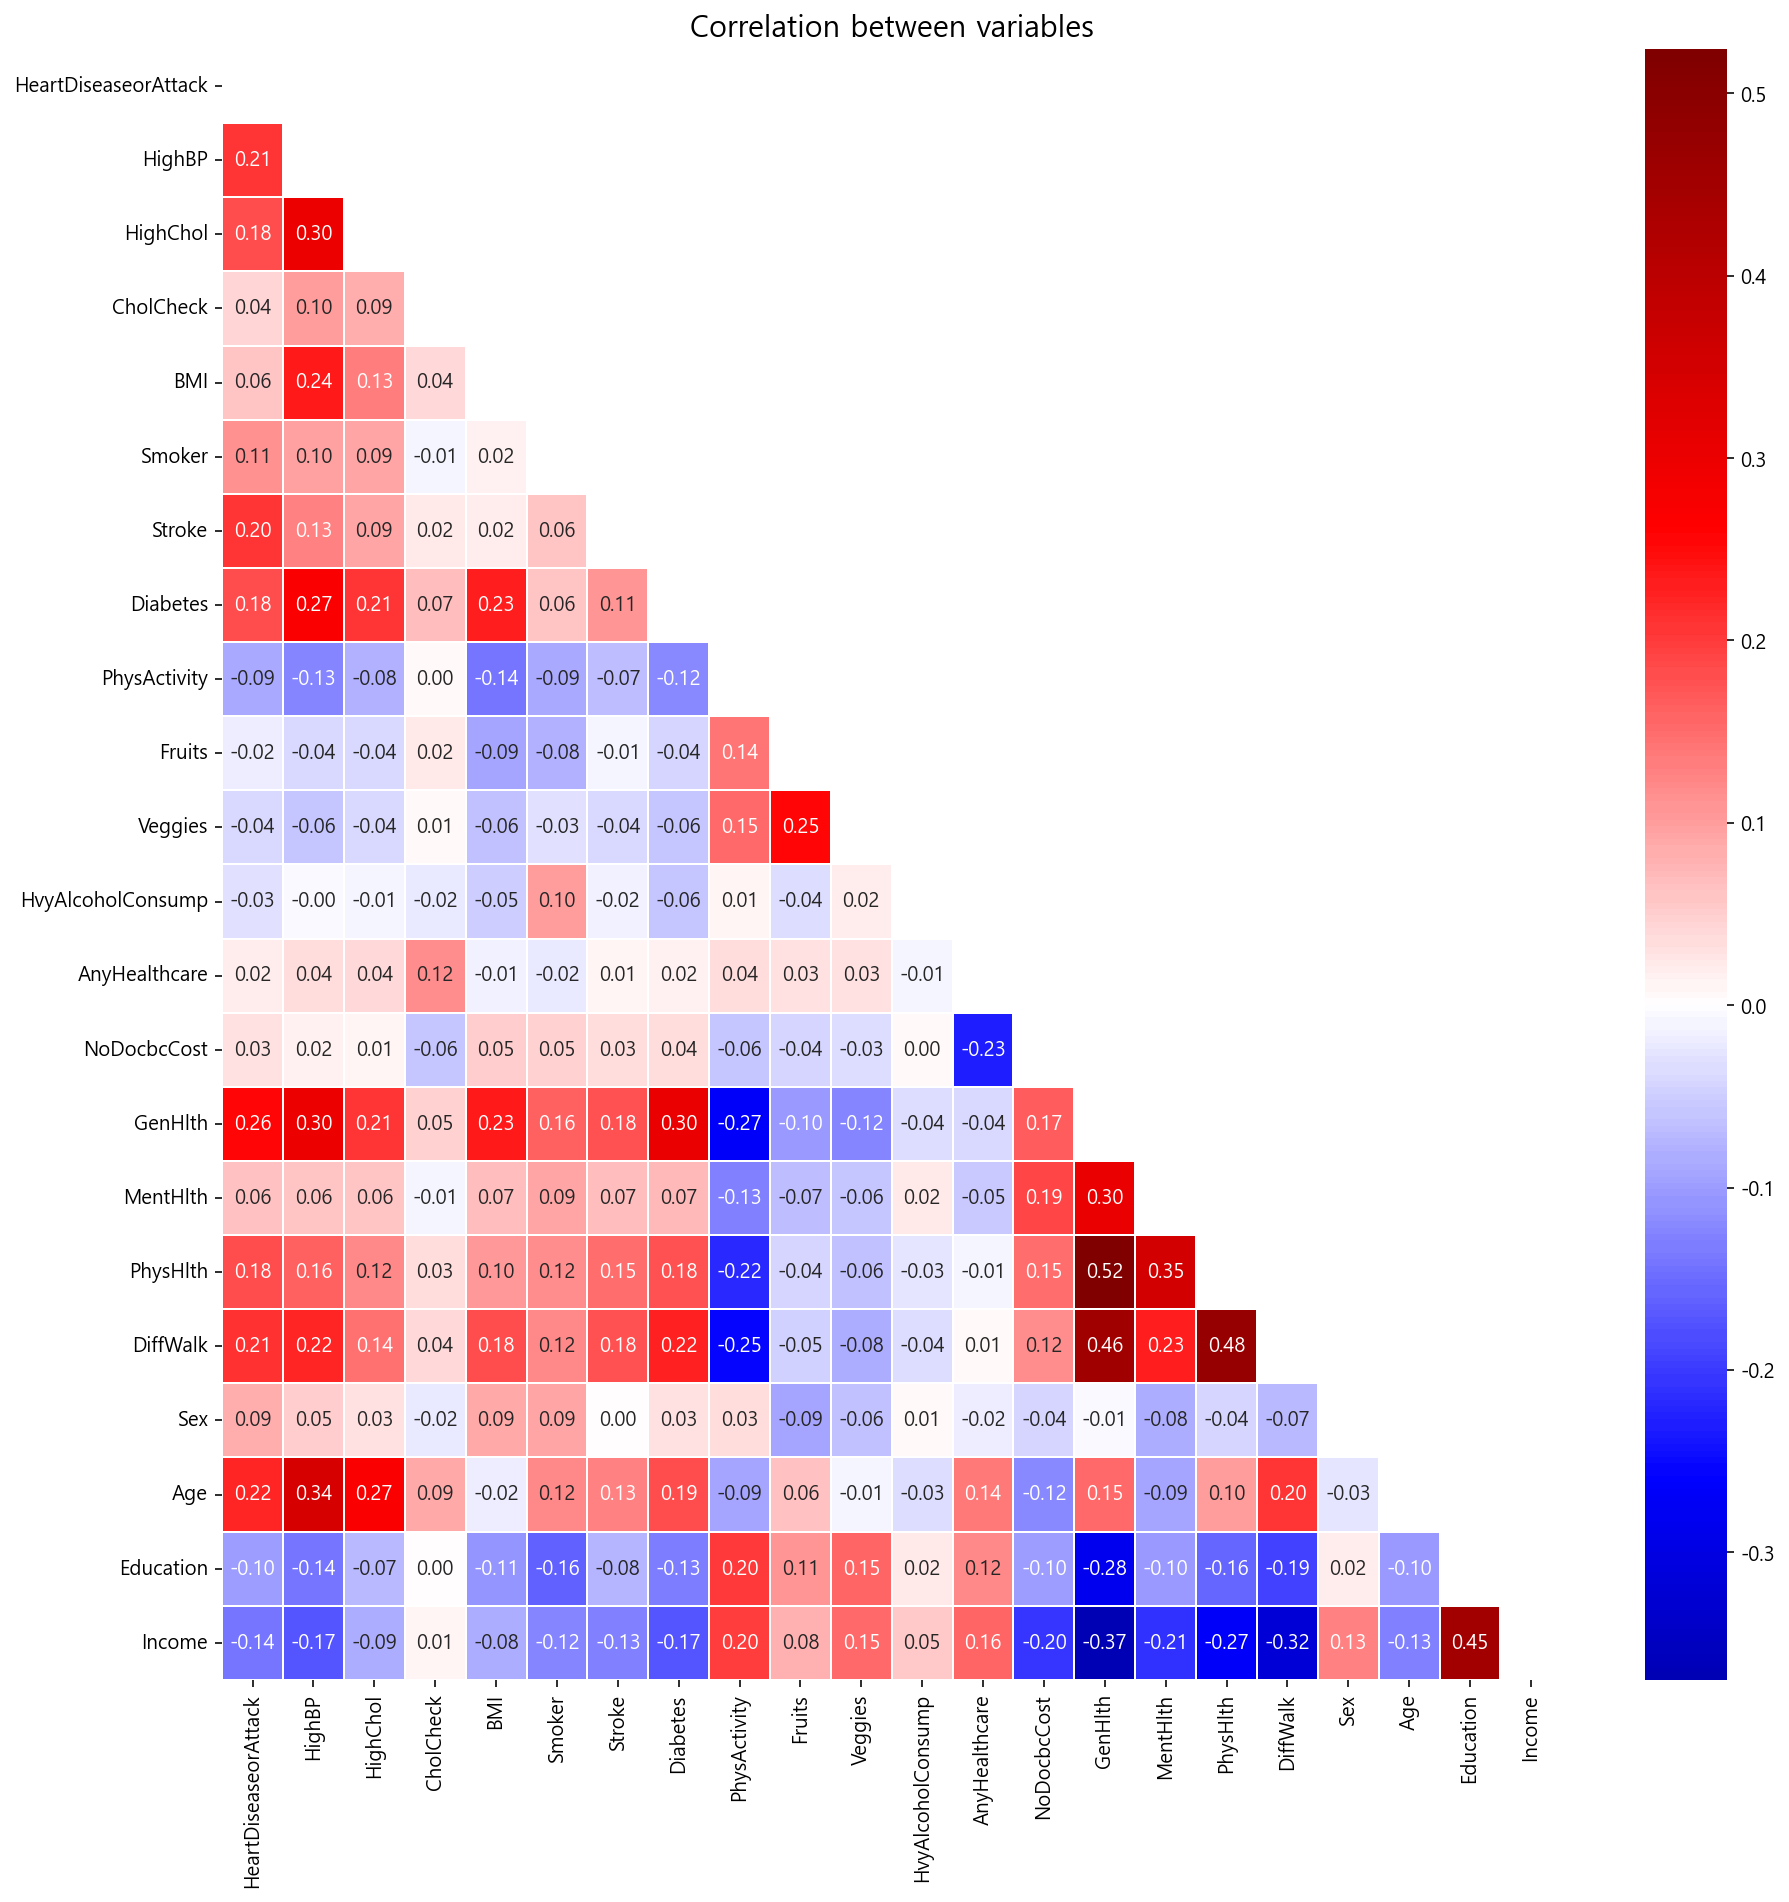 Correlation between variables
HeartDiseaseorAttack
HighBP 0.21
HighChol 0.18 0.30
CholCheck 0.04 0.10 0.09
BMI 0.06 0.24 0.13 0.04
Smoker 0.11 0.10 0.09 -0.01 0.02
Stroke 0.20 0.13 0.09 0.02 0.02 0.06
Diabetes 0.18 0.27 0.21 0.07 0.23 0.06 0.11
PhysActivity -0.09 -0.13 -0.08 0.00 -0.14 -0.09 -0.07 -0.12
Fruits -0.02 -0.04 -0.04 0.02 -0.09 -0.08 -0.01 -0.04 0.14
Veggies -0.04 -0.06 -0.04 0.01 -0.06 -0.03 -0.04 -0.06 0.15 0.25
HvyAlcoholConsump -0.03 -0.00 -0.01 -0.02 -0.05 0.10 -0.02 -0.06 0.01 -0.04 0.02
AnyHealthcare 0.02 0.04 0.04 0.12 -0.01 -0.02 0.01 0.02 0.04 0.03 0.03 -0.01
NoDocbcCost 0.03 0.02 0.01 -0.06 0.05 0.05 0.03 0.04 -0.06 -0.04 -0.03 0.00 -0.23
GenHlth 0.26 0.30 0.21 0.05 0.23 0.16 0.18 0.30 -0.27 -0.10 -0.12 -0.04 -0.04 0.17
MentHlth 0.06 0.06 0.06 -0.01 0.07 0.09 0.07 0.07 -0.13 -0.07 -0.06 0.02 -0.05 0.19 0.30
PhysHlth 0.18 0.16 0.12 0.03 0.10 0.12 0.15 0.18 -0.22 -0.04 -0.06 -0.03 -0.01 0.15 0.52 0.35
DiffWalk 0.21 0.22 0.14 0.04 0.18 0.12 0.18 0.22 -0.25 -0.05 -0.08 -0.04 0.01 0.12 0.46 0.23 0.48
Sex 0.09 0.05 0.03 -0.02 0.09 0.09 0.00 0.03 0.03 -0.09 -0.06 0.01 -0.02 -0.04 -0.01 -0.08 -0.04 -0.07
Age 0.22 0.34 0.27 0.09 -0.02 0.12 0.13 0.19 -0.09 0.06 -0.01 -0.03 0.14 -0.12 0.15 -0.09 0.10 0.20 -0.03
Education -0.10 -0.14 -0.07 0.00 -0.11 -0.16 -0.08 -0.13 0.20 0.11 0.15 0.02 0.12 -0.10 -0.28 -0.10 -0.16 -0.19 0.02 -0.10
Income -0.14 -0.17 -0.09 0.01 -0.08 -0.12 -0.13 -0.17 0.20 0.08 0.15 0.05 0.16 -0.20 -0.37 -0.21 -0.27 -0.32 0.13 -0.13 0.45
HeartDiseaseorAttack
HighBP
HighChol
CholCheck
BMI
Smoker
Stroke
Diabetes
PhysActivity
Fruits
Veggies
HvyAlcoholConsump
AnyHealthcare
NoDocbcCost
GenHlth
MentHlth
PhysHlth
DiffWalk
Sex
Age
Education
Income
0.5
0.4
0.3
0.2
0.1
0.0
-0.1
-0.2
-0.3